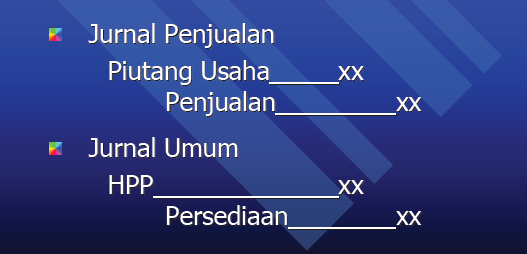 Jurnal Penjualan
Piutang Usaha_____xx
Penjualan_________xx
Jurnal Umum
HPP______________xx
Persediaan________xx